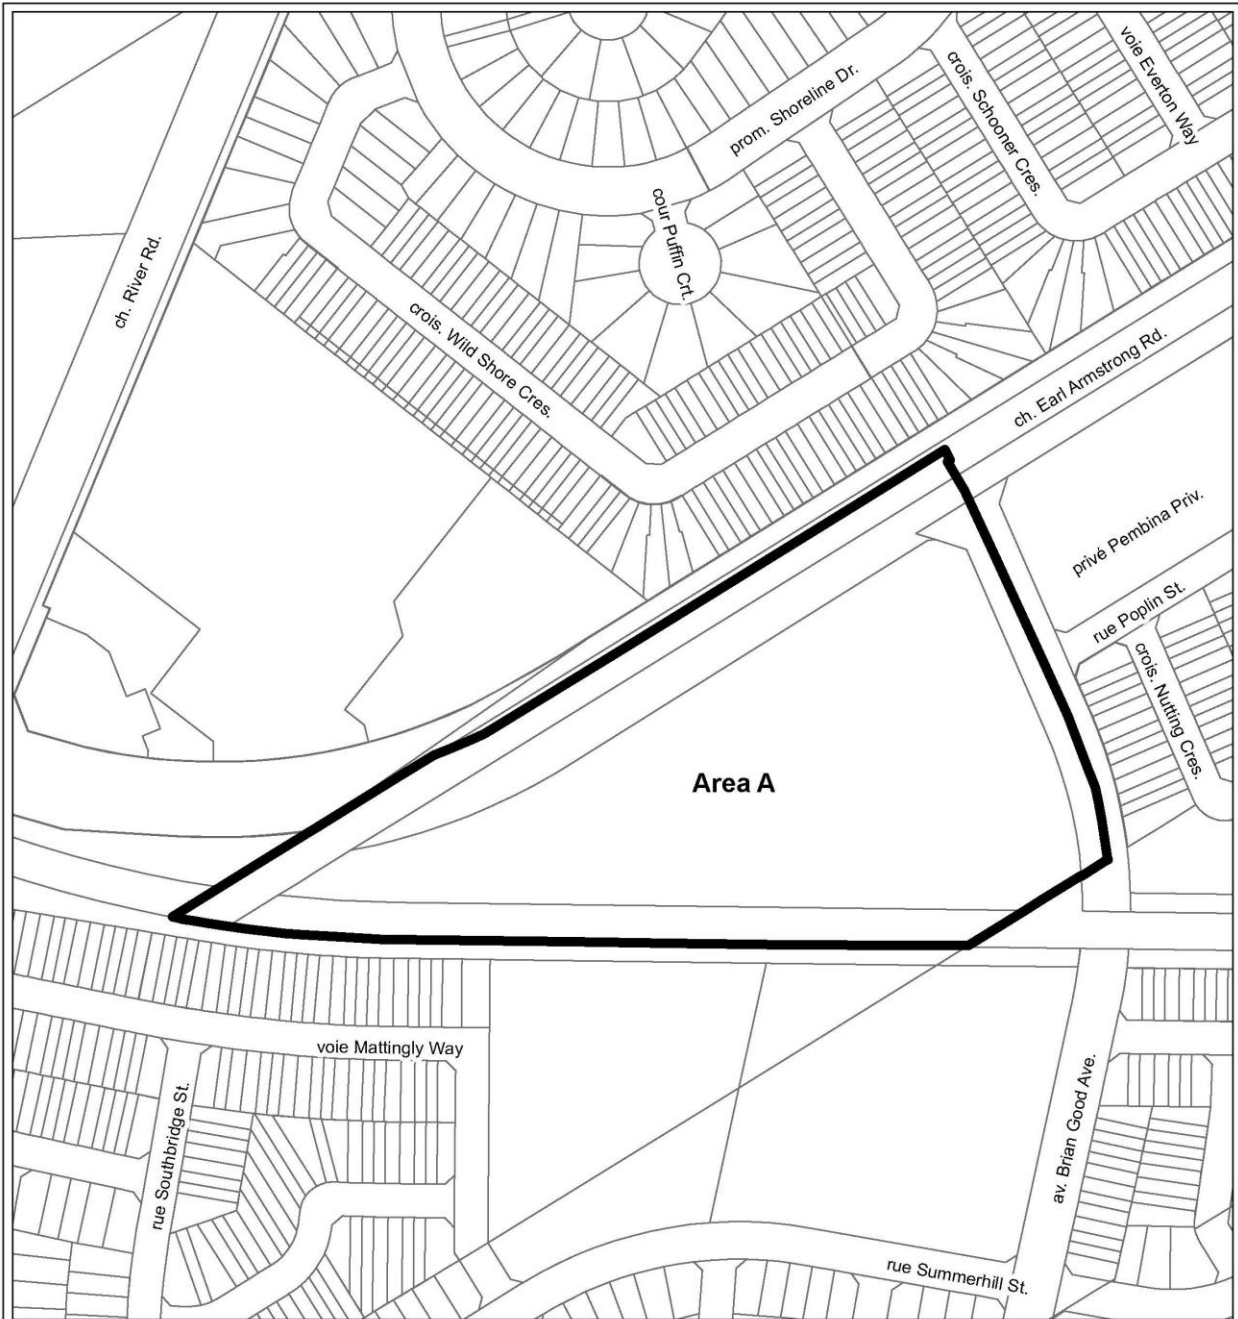 voie Everton Way
crois. Schooner Cres.
prom. Shoreline Dr.
cour Puffin Crt.
ch. River Rd.
crois. Wild Shore Cres.
ch. Earl Armstrong Rd.
privé Pembina Priv.
rue Poplin St.
crois. Nutting Cres.
Area A
voie Mattingly Way
rue Southbridge St.
av. Brian Good Ave.
rue Summerhill St.